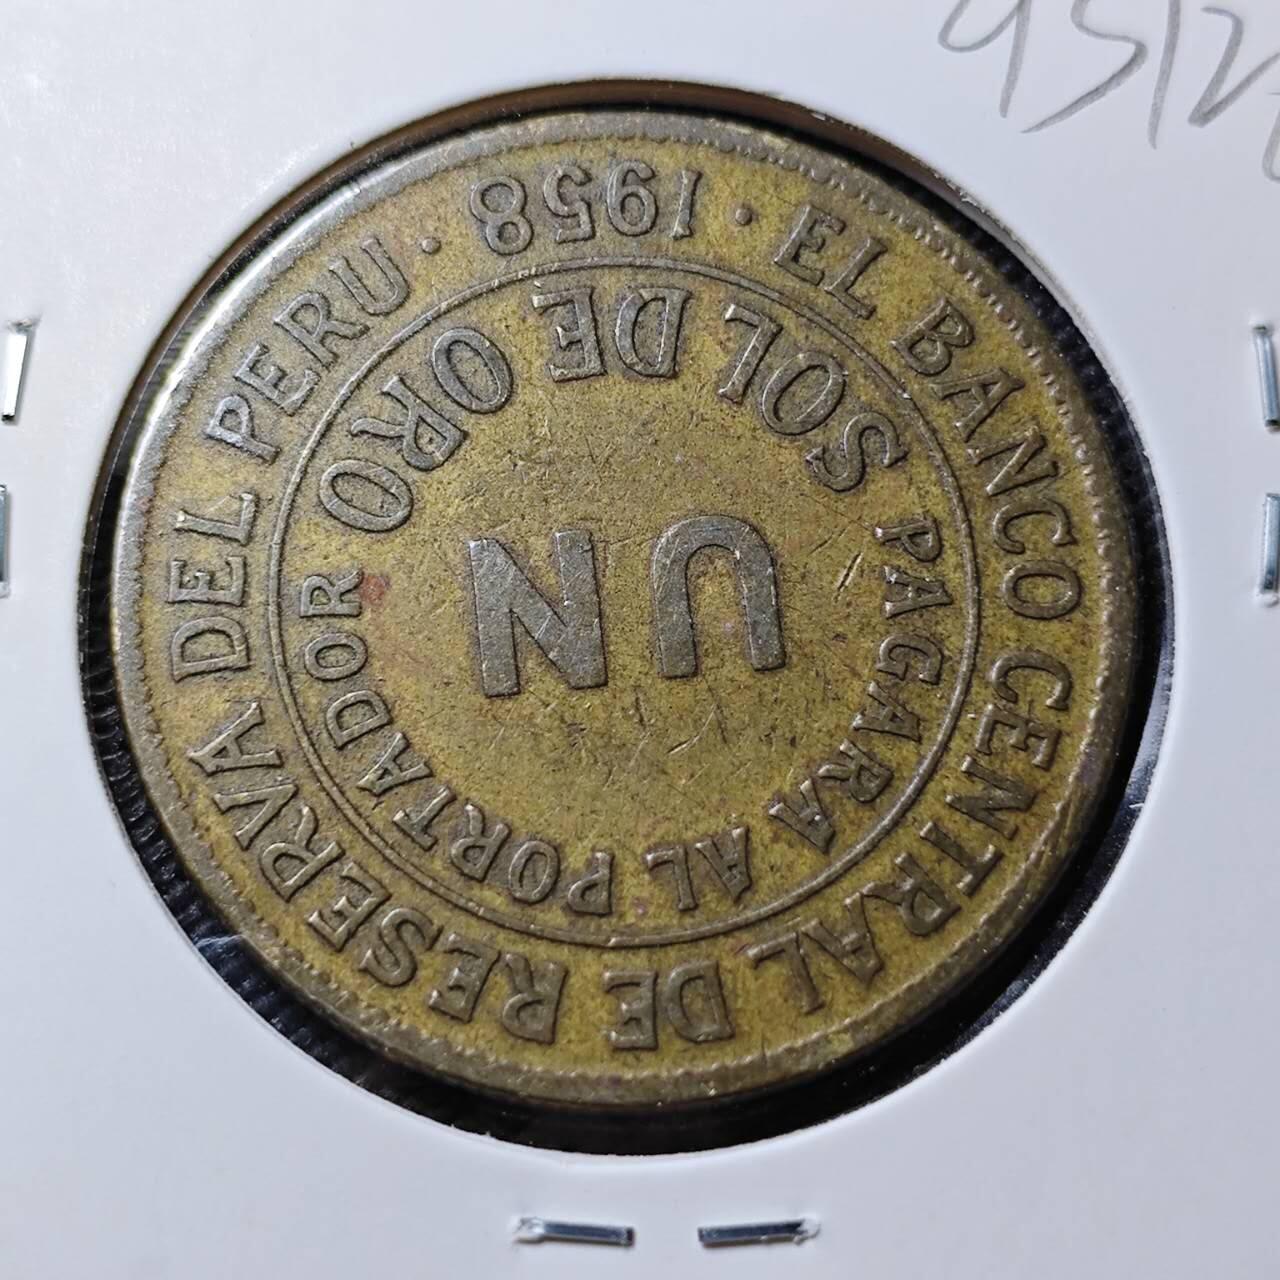 EL BANCO CENTRAL DE RESERVA DEL PERU · 1958 ·
PAGARA AL PORTADOR
UN
SOL DE ORO